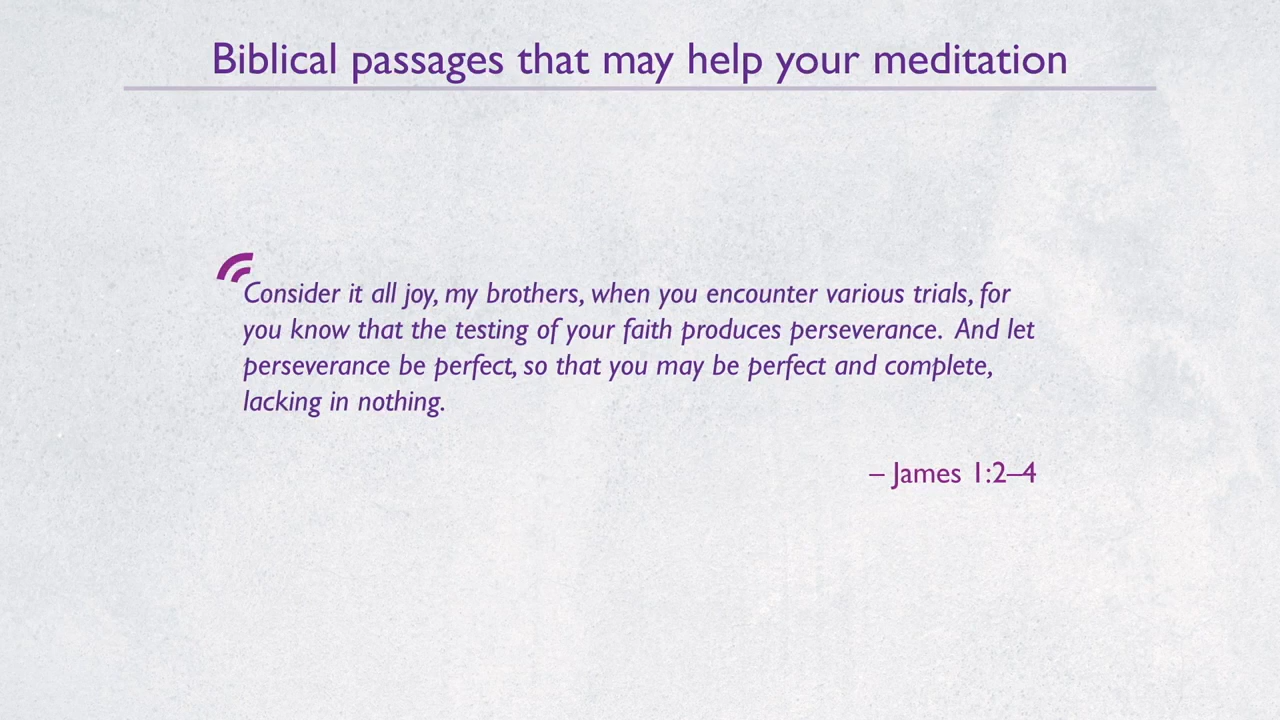 Biblical passages that may help your meditation
Consider it all joy, my brothers, when you encounter various trials, for
you know that the testing of your faith produces perseverance. And let
perseverance be perfect, so that you may be perfect and complete,
lacking in nothing.
– James 1:2–4